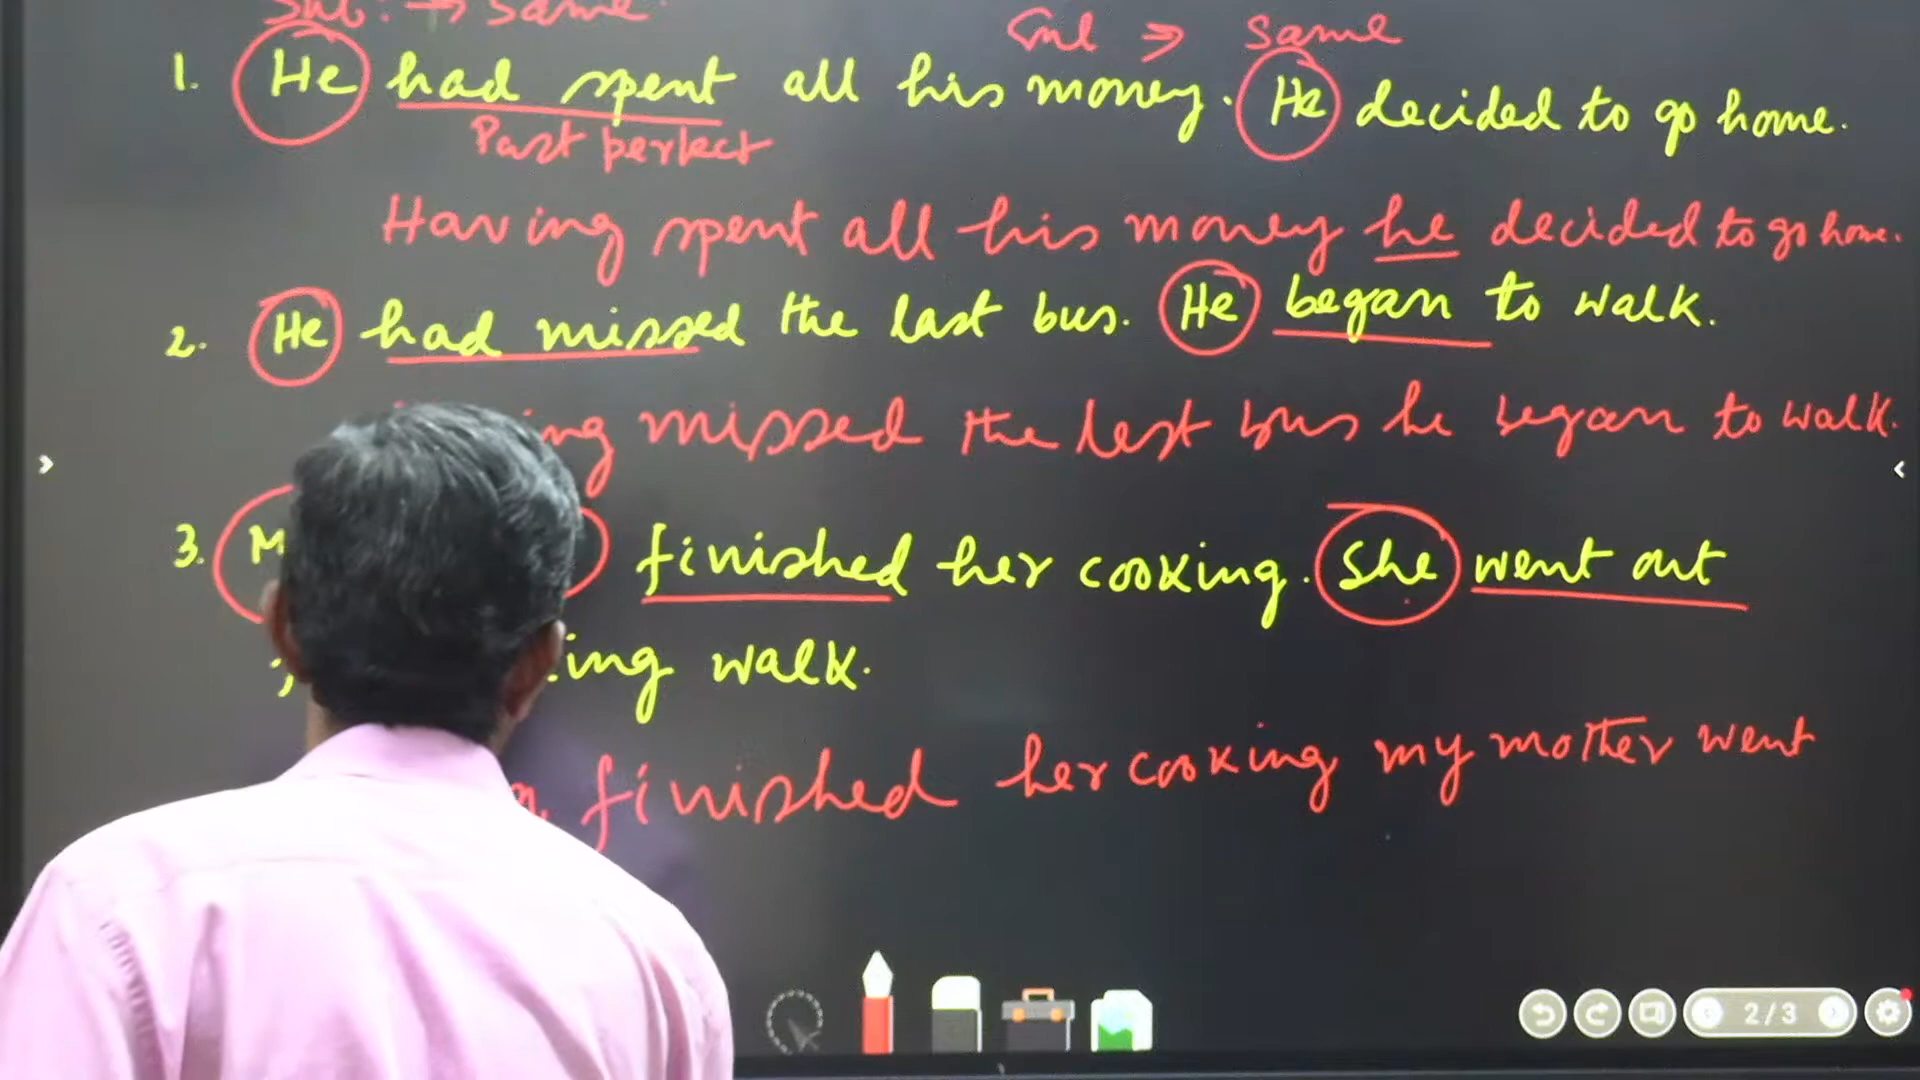 Sub: → same
Sub → same
1. He had spent all his money. He decided to go home.
Past perfect
Having spent all his money he decided to go home.
2. He had missed the last bus. He began to walk.
missed the last bus he began to walk.
3. finished her cooking. She went out
walk.
finished her cooking my mother went
2/3